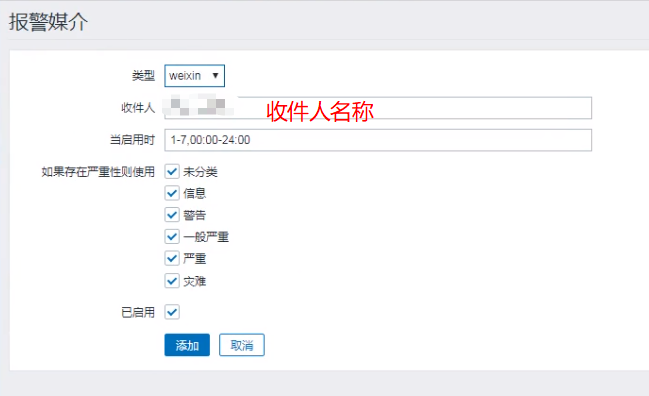 报警媒介
类型 weixin
收件人 收件人名称
当启用时 1-7,00:00-24:00
如果存在严重性则使用 未分类
信息
警告
一般严重
严重
灾难
已启用
添加 取消